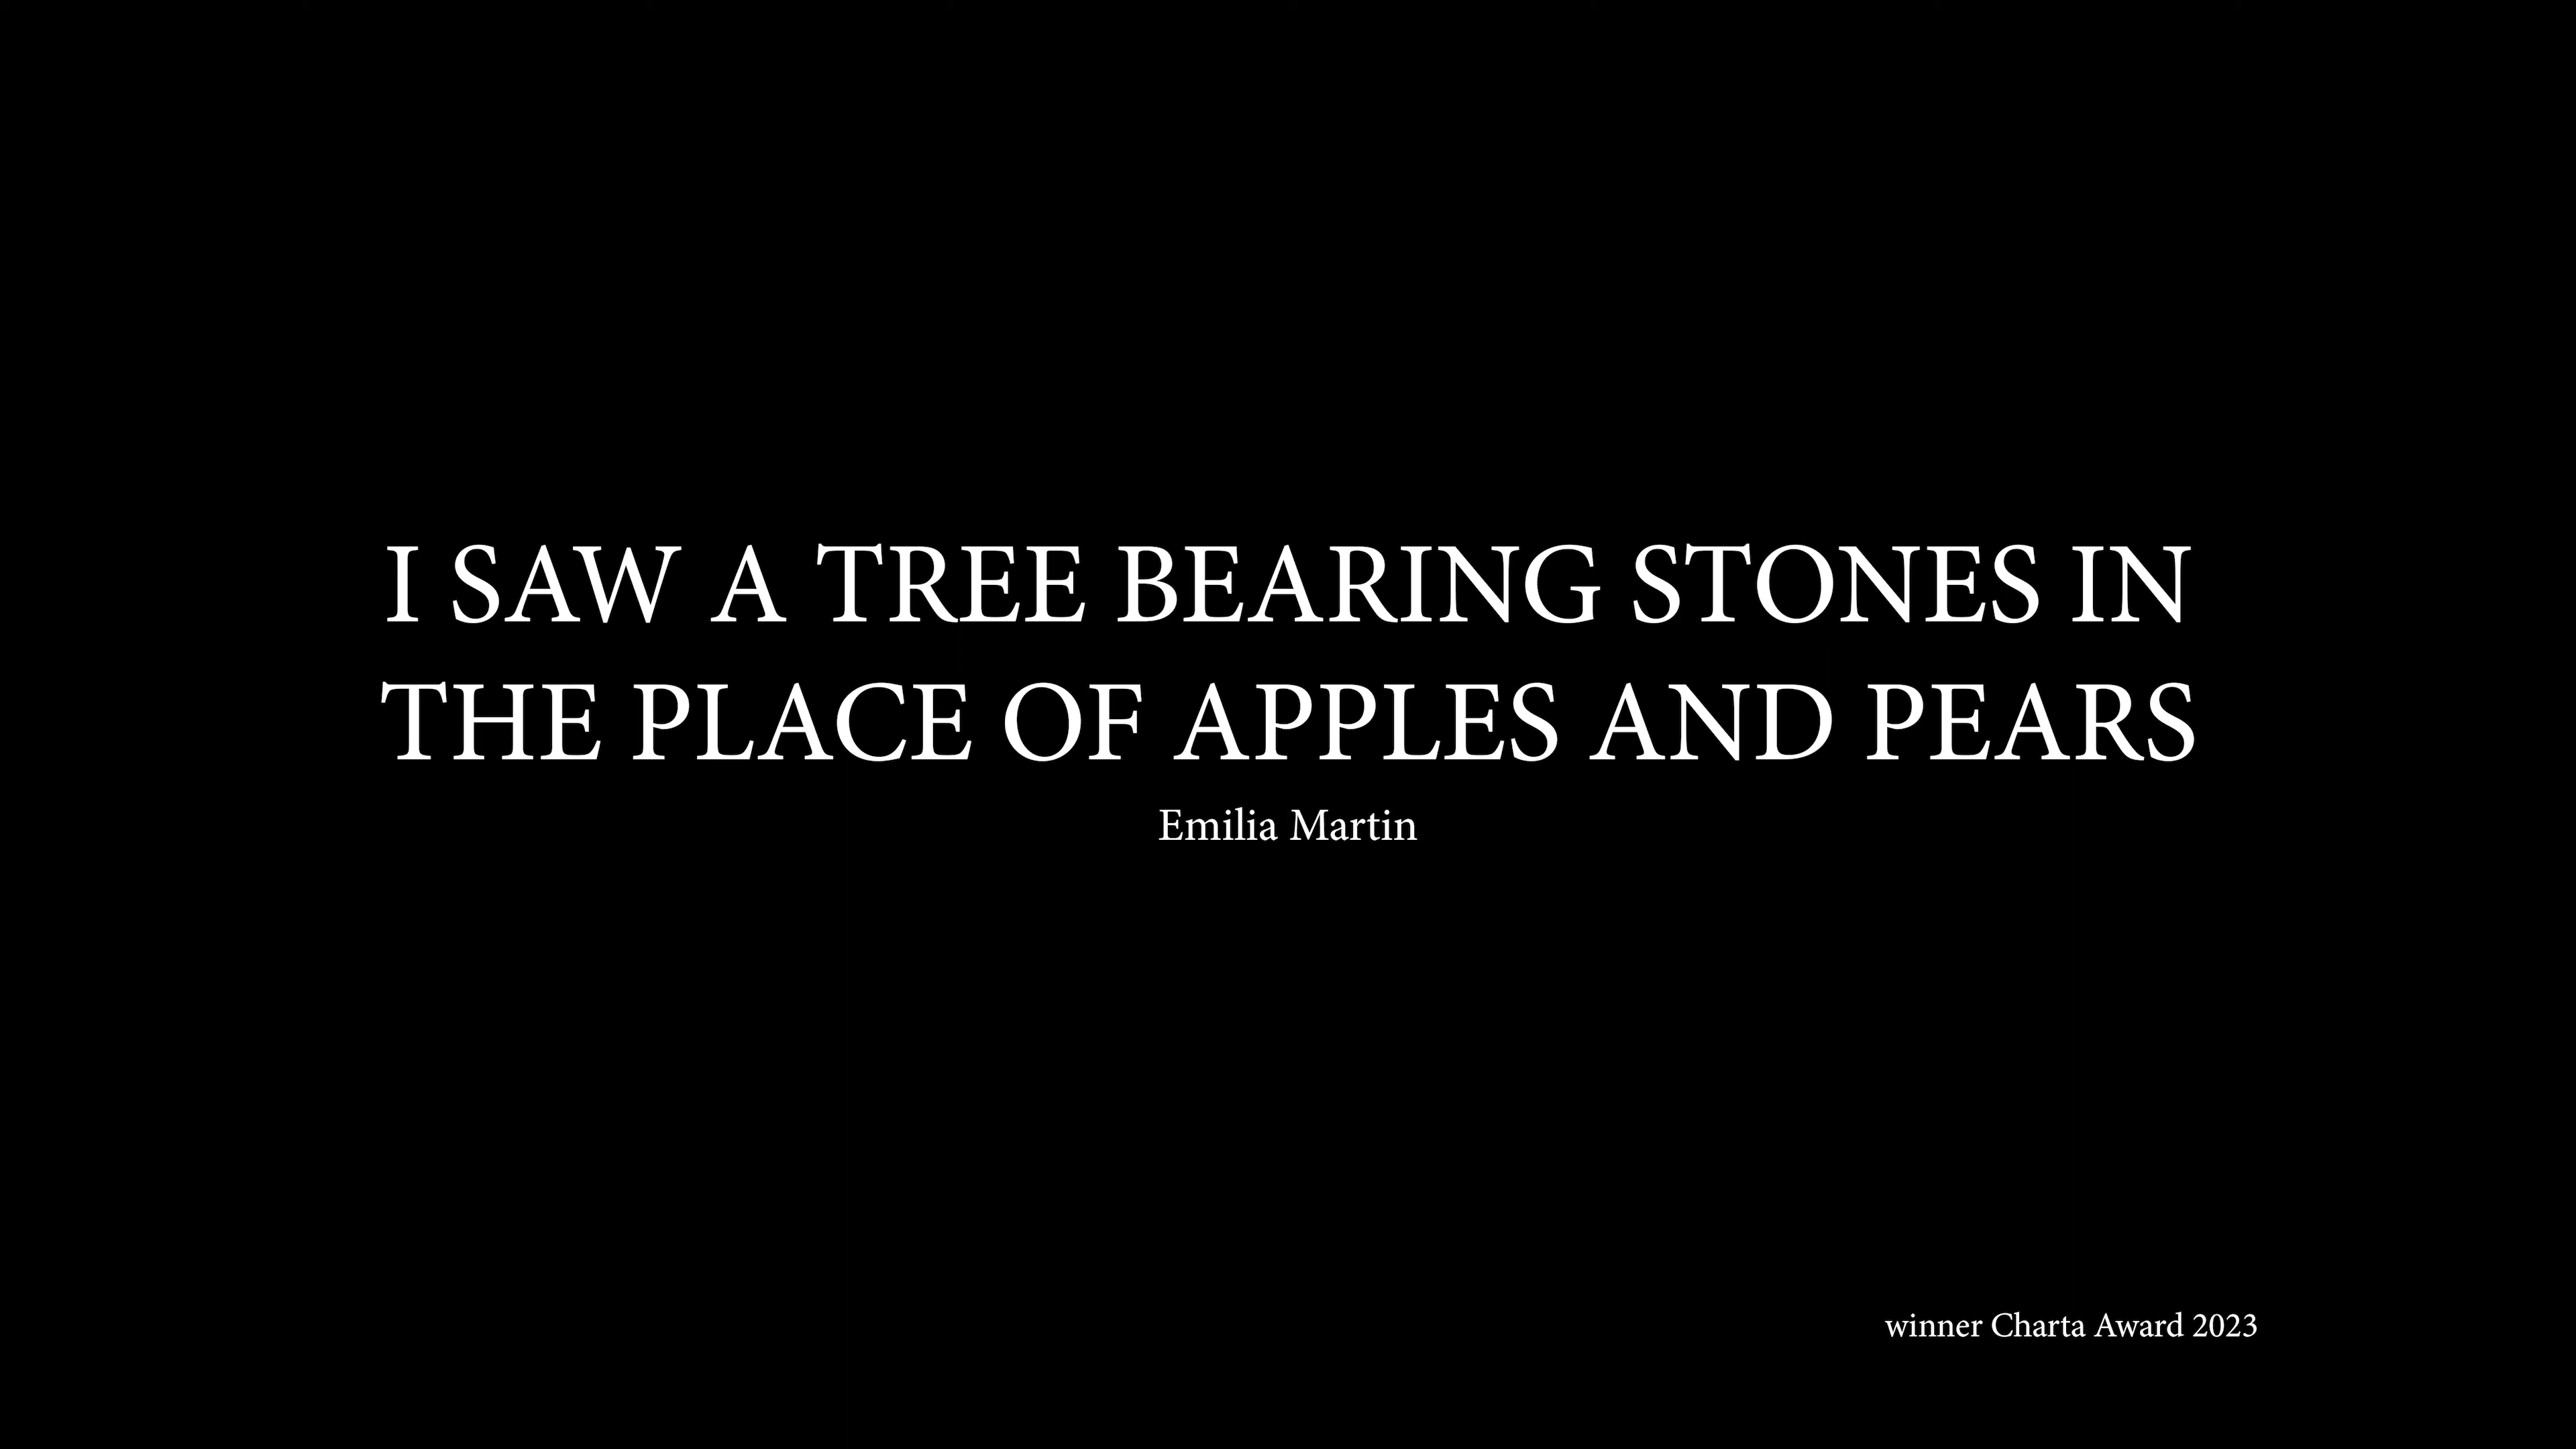 I SAW A TREE BEARING STONES IN
THE PLACE OF APPLES AND PEARS
Emilia Martin
winner Charta Award 2023